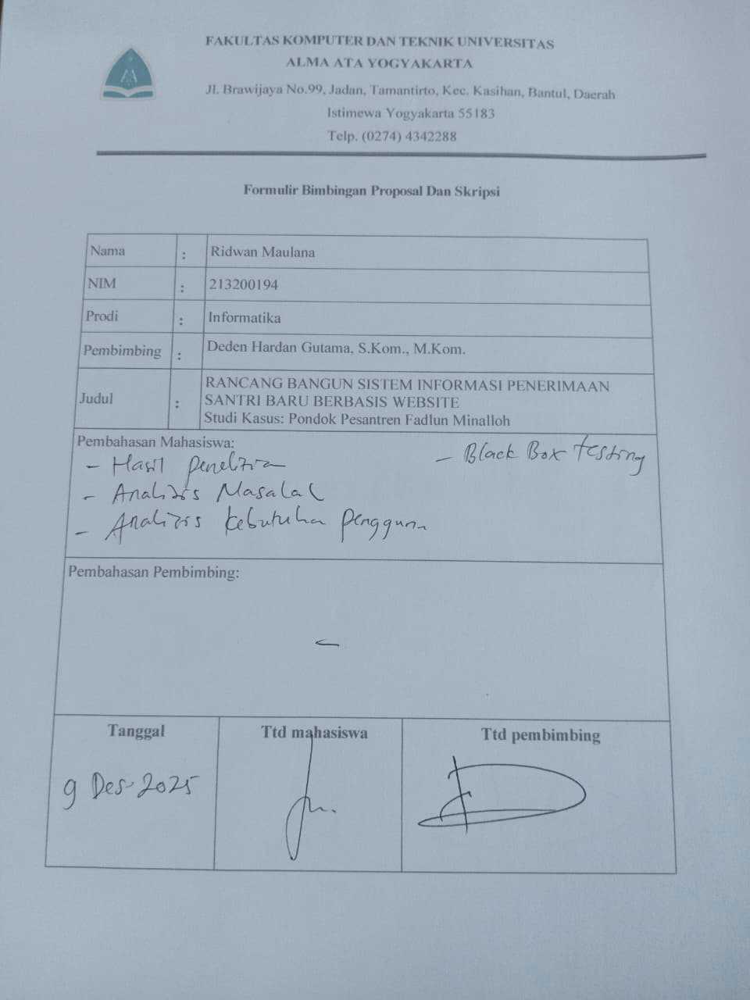 FAKULTAS KOMPUTER DAN TEKNIK UNIVERSITAS
ALMA ATA YOGYAKARTA
Jl. Brawijaya No.99, Jadan, Tamantirto, Kec. Kasihan, Bantul, Daerah
Istimewa Yogyakarta 55183
Telp. (0274) 4342288
Formulir Bimbingan Proposal Dan Skripsi
Nama : Ridwan Maulana
NIM : 213200194
Prodi : Informatika
Pembimbing : Deden Hardan Gutama, S.Kom., M.Kom.
Judul : RANCANG BANGUN SISTEM INFORMASI PENERIMAAN
SANTRI BARU BERBASIS WEBSITE
Studi Kasus: Pondok Pesantren Fadlun Minalloh
Pembahasan Mahasiswa:
- Hasil
- Analisis
- Analisis Kebutuha
- Black Box Testing
Pembahasan Pembimbing:
-
Tanggal Ttd mahasiswa Ttd pembimbing
9 Des 2025